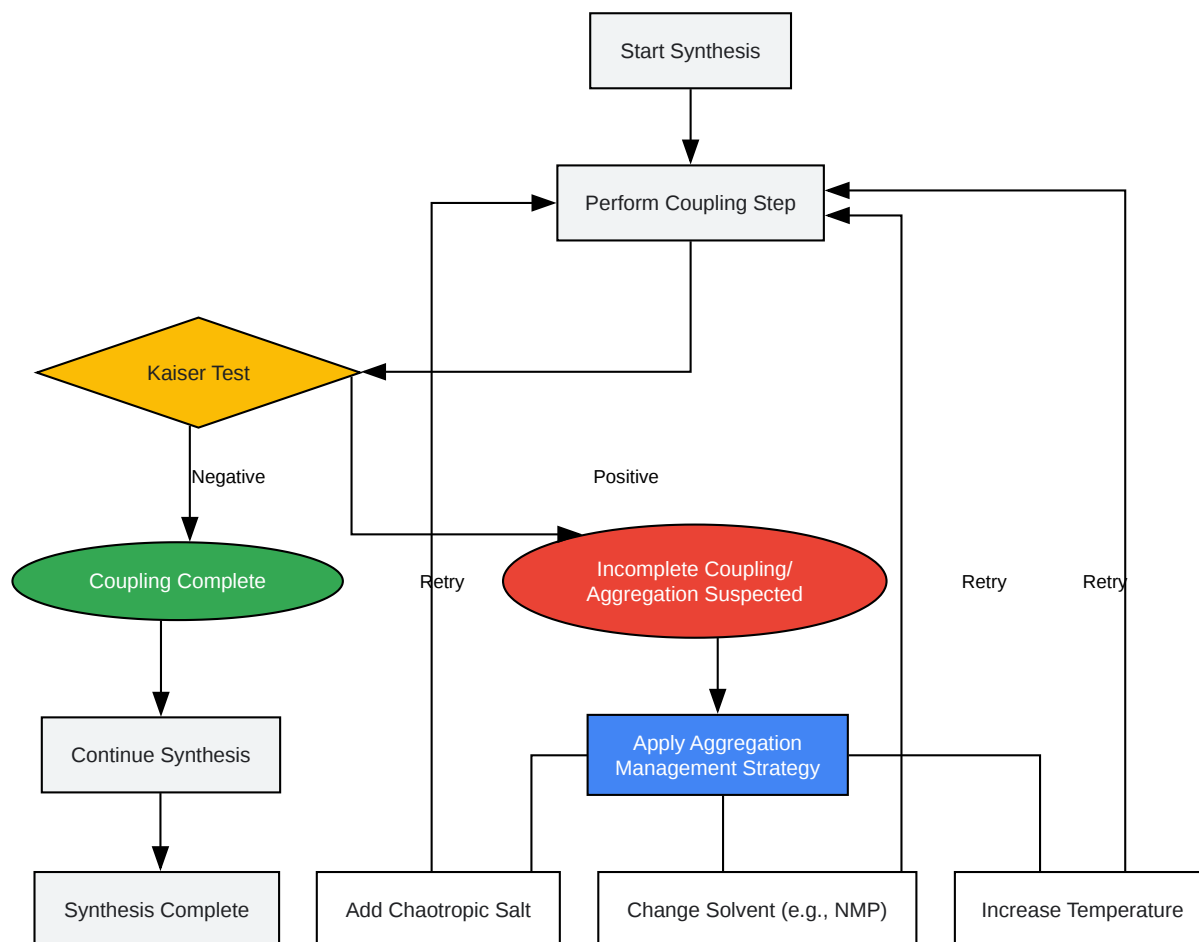 Start Synthesis
Perform Coupling Step
Kaiser Test
Negative
Positive
Coupling Complete
Retry
Incomplete Coupling/
Aggregation Suspected
Retry
Retry
Continue Synthesis
Apply Aggregation
Management Strategy
Synthesis Complete
Add Chaotropic Salt
Change Solvent (e.g., NMP)
Increase Temperature